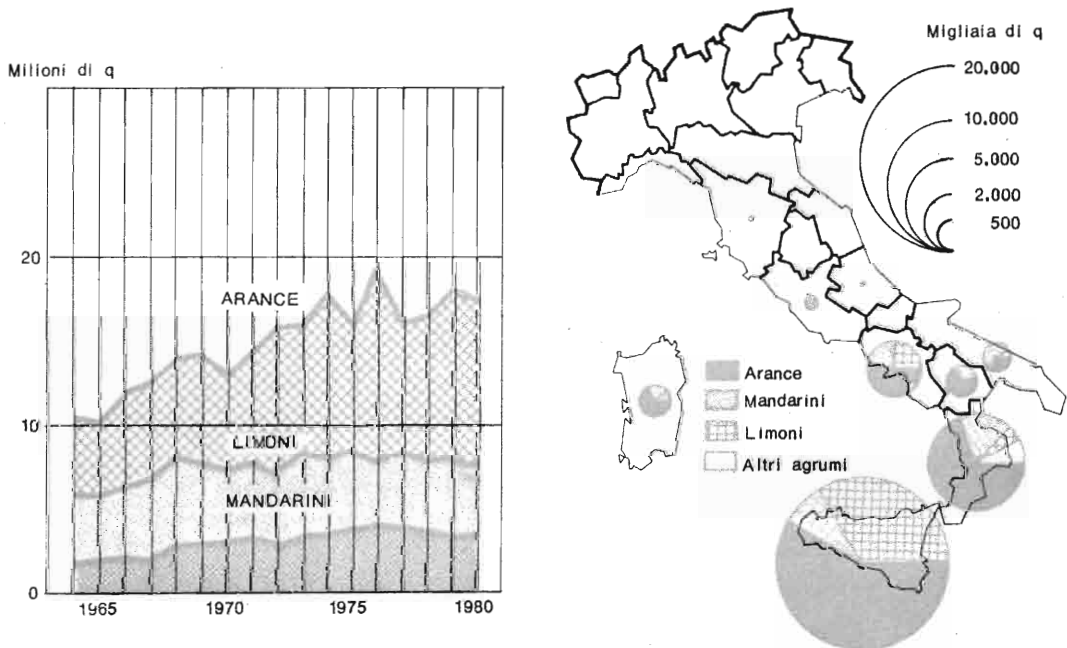 Milioni di q
20
10
0
ARANCE
LIMONI
MANDARINI
1965
1970
1975
1980
Migliaia di q
20.000
10.000
5.000
2.000
500
Arance
Mandarini
Limoni
Altri agrumi